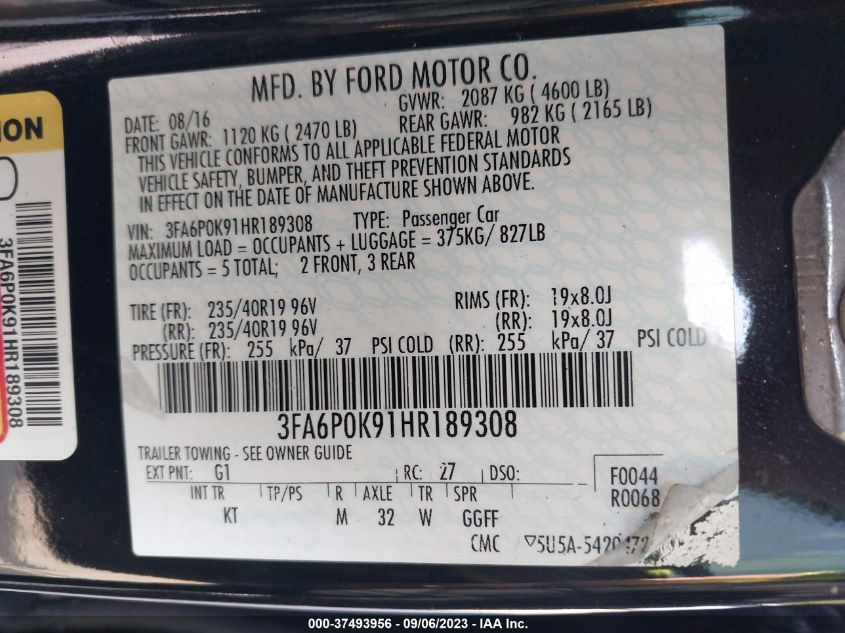 MFD. BY FORD MOTOR CO.
DATE: 08/16 GVWR: 2087 KG ( 4600 LB)
FRONT GAWR: 1120 KG ( 2470 LB) REAR GAWR: 982 KG ( 2165 LB)
THIS VEHICLE CONFORMS TO ALL APPLICABLE FEDERAL MOTOR
VEHICLE SAFETY, BUMPER, AND THEFT PREVENTION STANDARDS
IN EFFECT ON THE DATE OF MANUFACTURE SHOWN ABOVE.
VIN: 3FA6P0K91HR189308 TYPE: Passenger Car
MAXIMUM LOAD = OCCUPANTS + LUGGAGE = 375KG/ 827LB
OCCUPANTS = 5 TOTAL; 2 FRONT, 3 REAR
TIRE (FR): 235/40R19 96V RIMS (FR): 19x8.0J
(RR): 235/40R19 96V (RR): 19x8.0J
PRESSURE (FR): 255 kPa/ 37 PSI COLD (RR): 255 kPa/ 37 PSI COLD
3FA6P0K91HR189308
TRAILER TOWING - SEE OWNER GUIDE
EXT PNT: G1 RC: 27 DSO: F0044
INT TR TP/PS R AXLE TR SPR R0068
KT M 32 W GGFF
CMC ▽5U5A-5420472
ION
3FA6P0K91HR189308
000-37493956 - 09/06/2023 - IAA Inc.